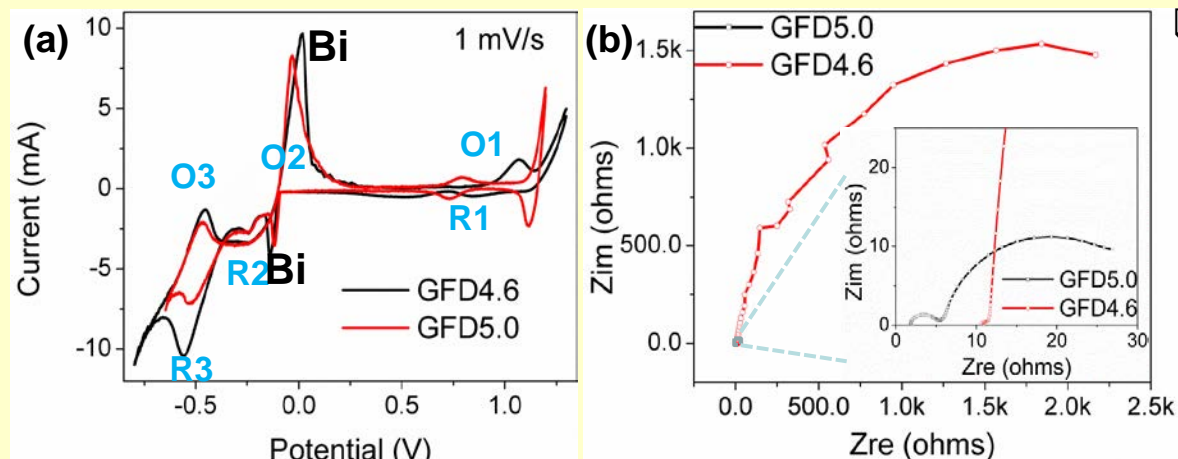 (a)
Bi
1 mV/s
O3
O2
O1
R1
R2
Bi
R3
GFD4.6
GFD5.0
10
5
0
-5
-10
Current (mA)
-0.5
0.0
0.5
1.0
Potential (V)
(b)
GFD5.0
GFD4.6
1.5k
1.0k
500.0
0.0
Zim (ohms)
0.0
500.0
1.0k
1.5k
2.0k
2.5k
Zre (ohms)
20
10
0
Zim (ohms)
GFD5.0
GFD4.6
0
10
20
30
Zre (ohms)